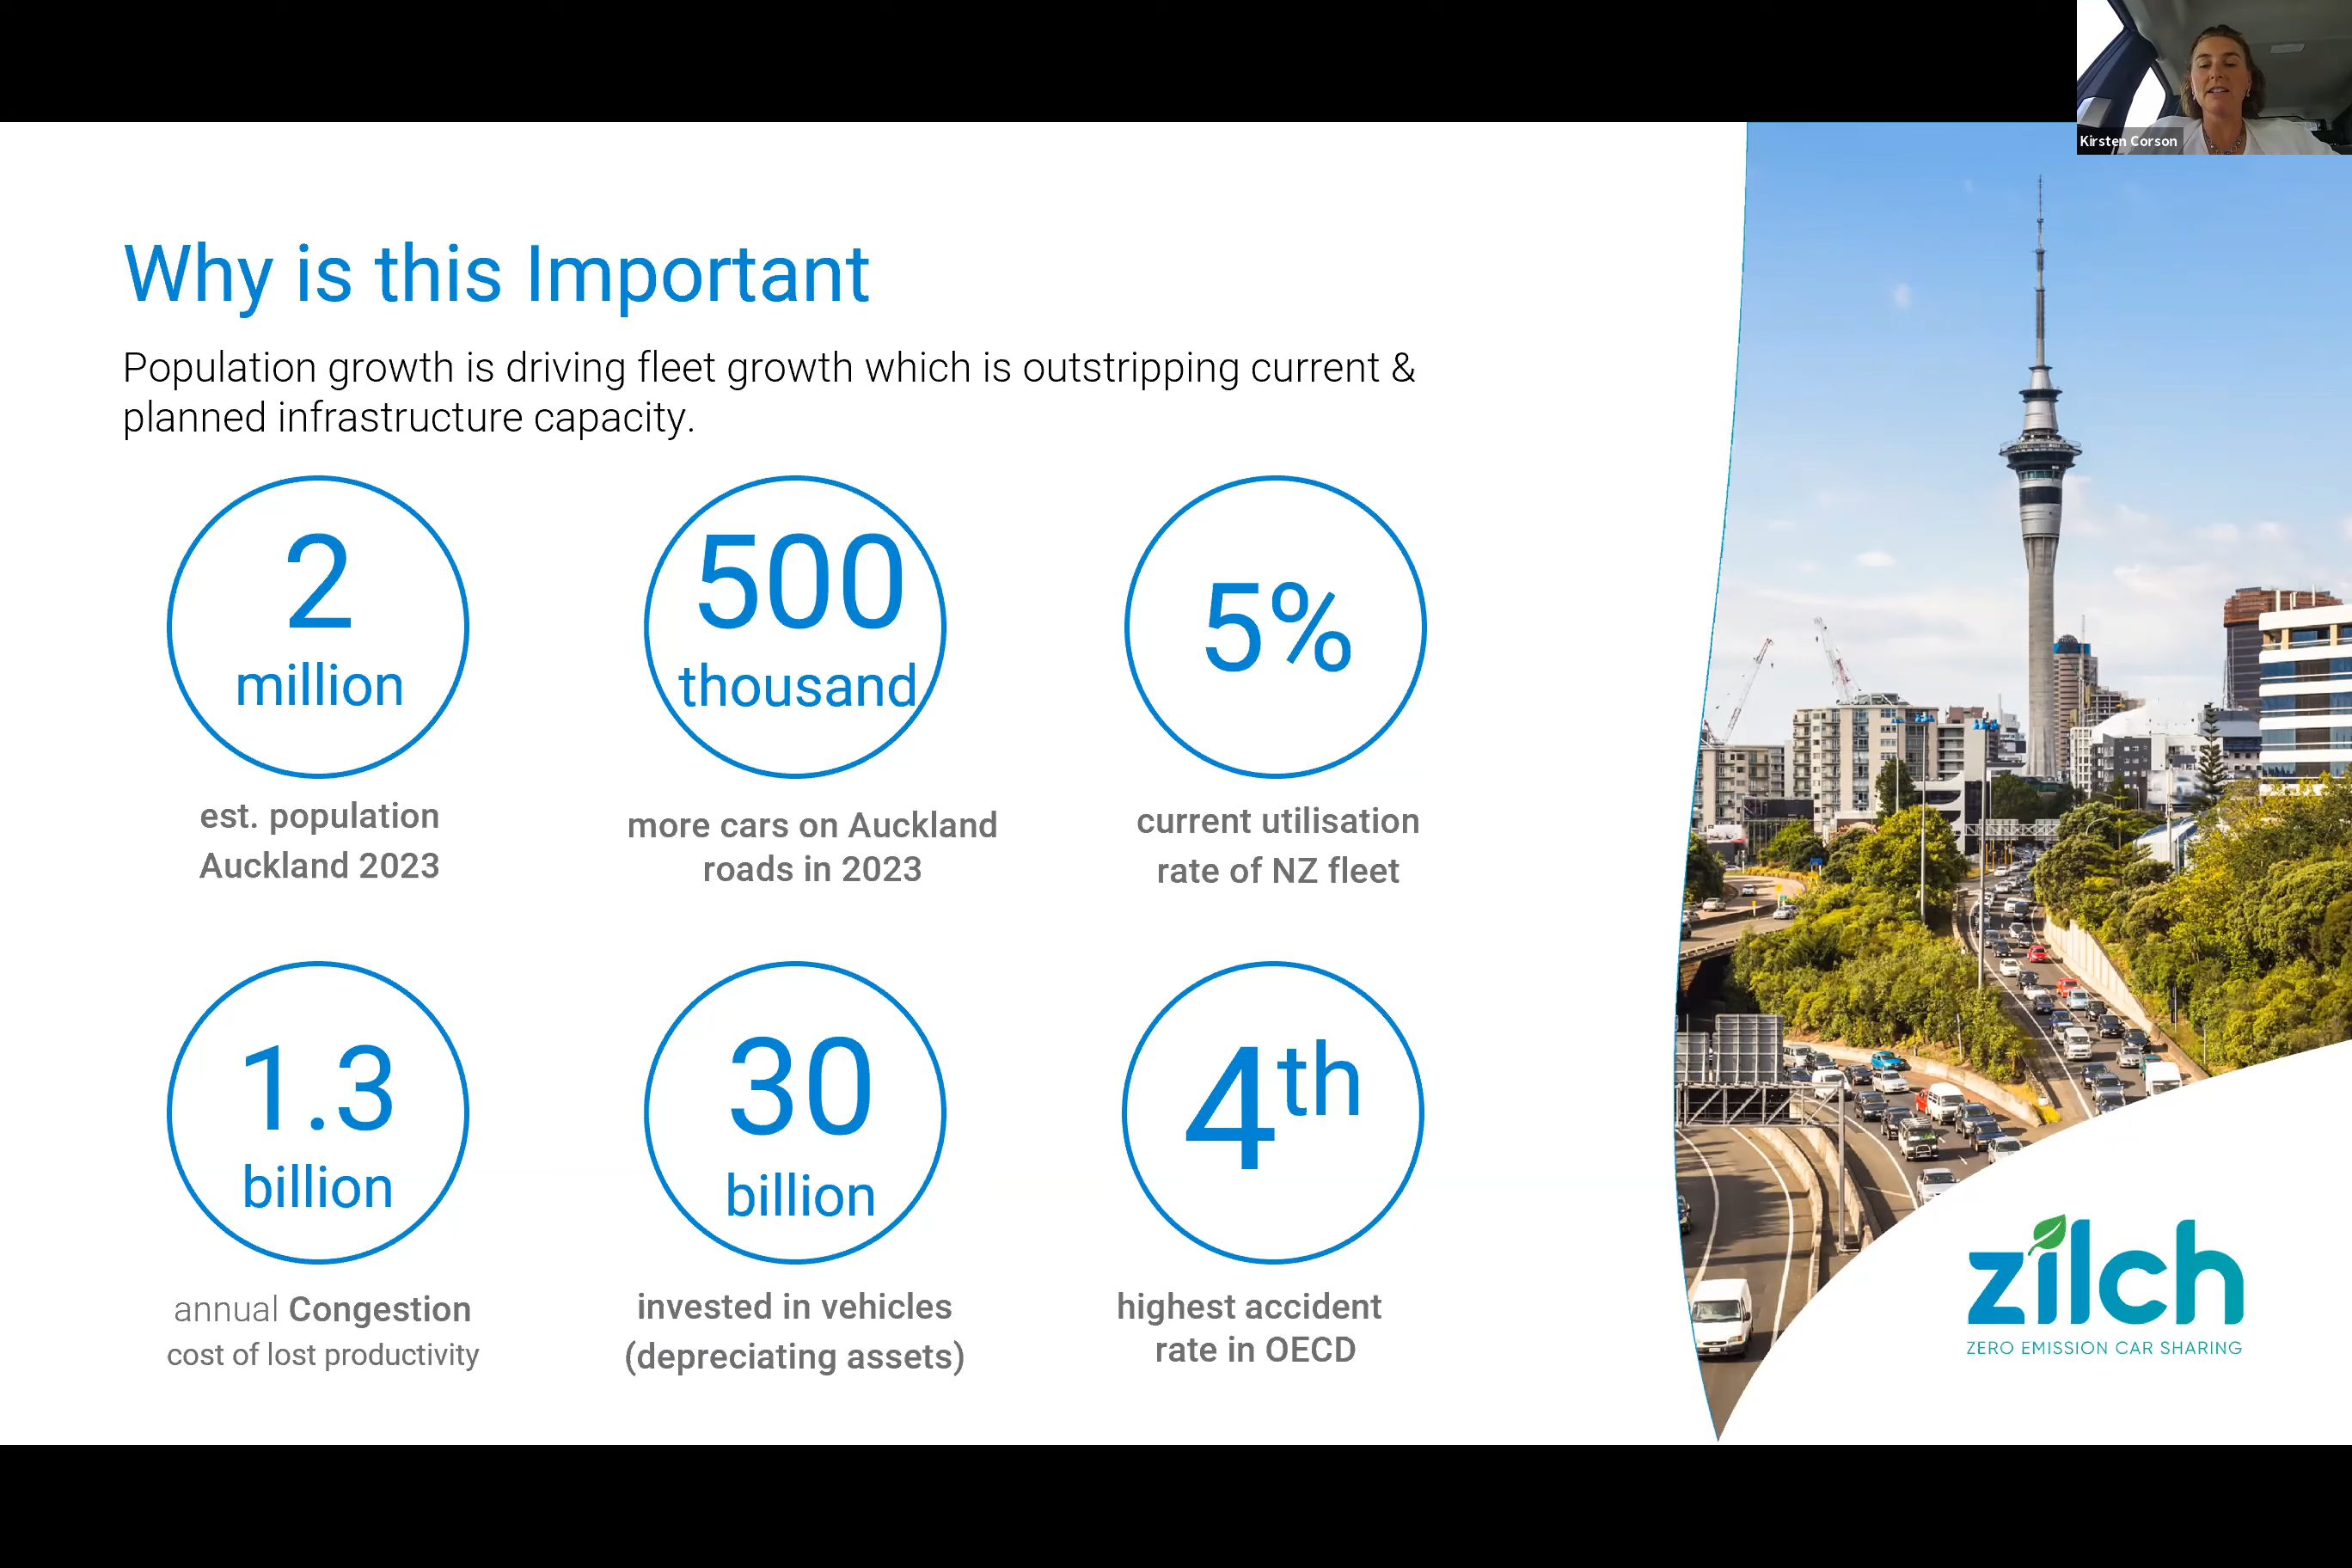 Kirsten Corson
Why is this Important
Population growth is driving fleet growth which is outstripping current &
planned infrastructure capacity.
2
million
est. population
Auckland 2023
500
thousand
more cars on Auckland
roads in 2023
5%
current utilisation
rate of NZ fleet
1.3
billion
annual Congestion
cost of lost productivity
30
billion
invested in vehicles
(depreciating assets)
4th
highest accident
rate in OECD
zilch
ZERO EMISSION CAR SHARING